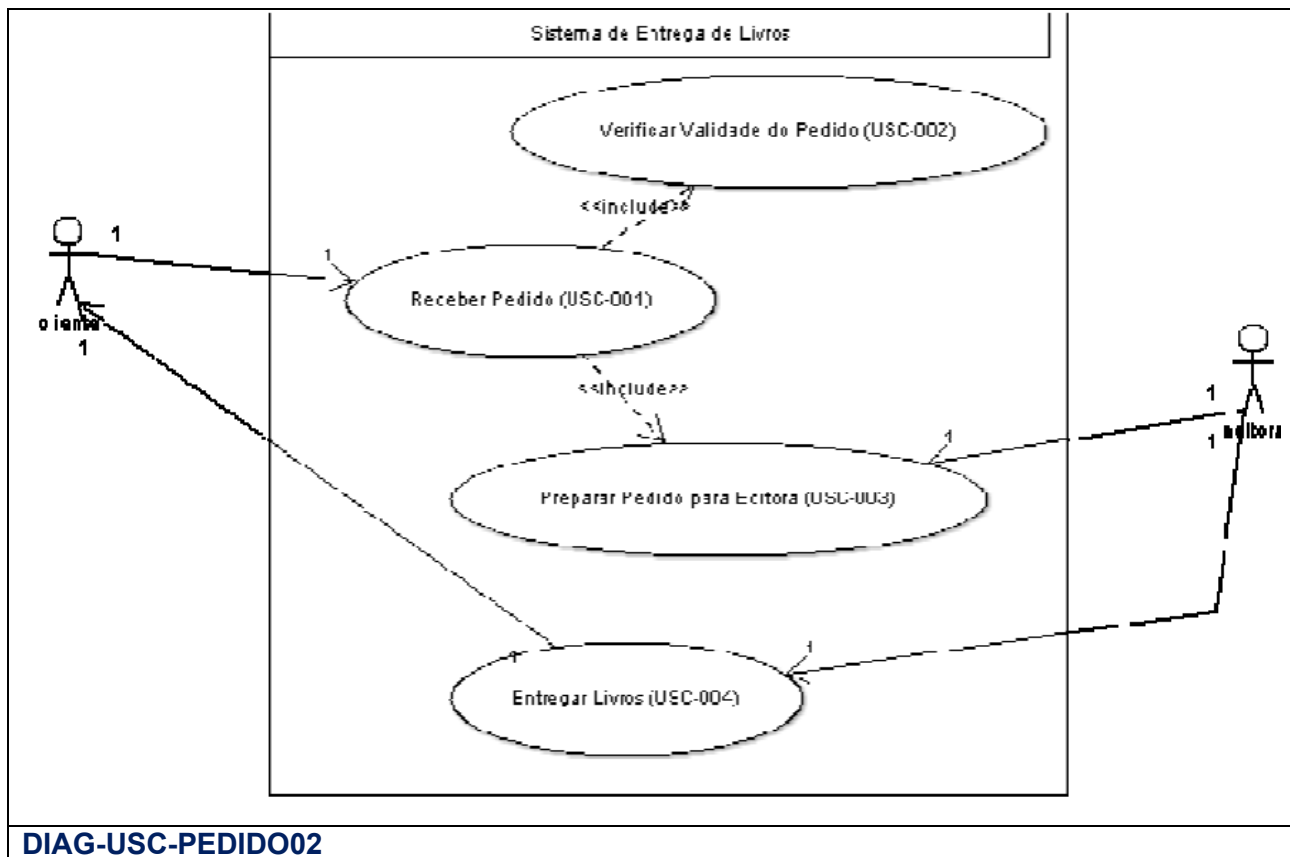 Sistema de Entrega de Livros
Verificar Validade do Pedido (USC-002)
<<include>>
1
1
Receber Pedido (USC-001)
cliente
1
<<include>>
1
1
1
editora
Preparar Pedido para Editora (USC-003)
1
1
Entregar Livros (USC-004)
DIAG-USC-PEDIDO02